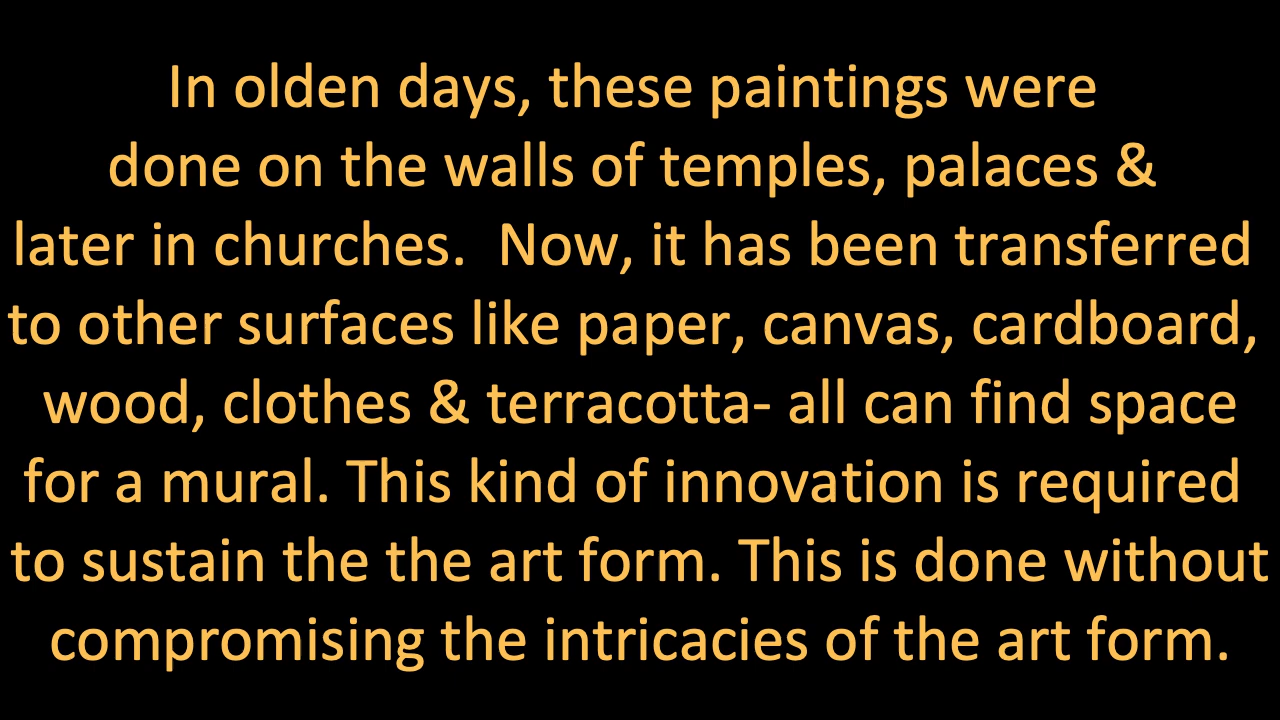 In olden days, these paintings were
done on the walls of temples, palaces &
later in churches.  Now, it has been transferred
to other surfaces like paper, canvas, cardboard,
wood, clothes & terracotta- all can find space
for a mural. This kind of innovation is required
to sustain the the art form. This is done without
compromising the intricacies of the art form.